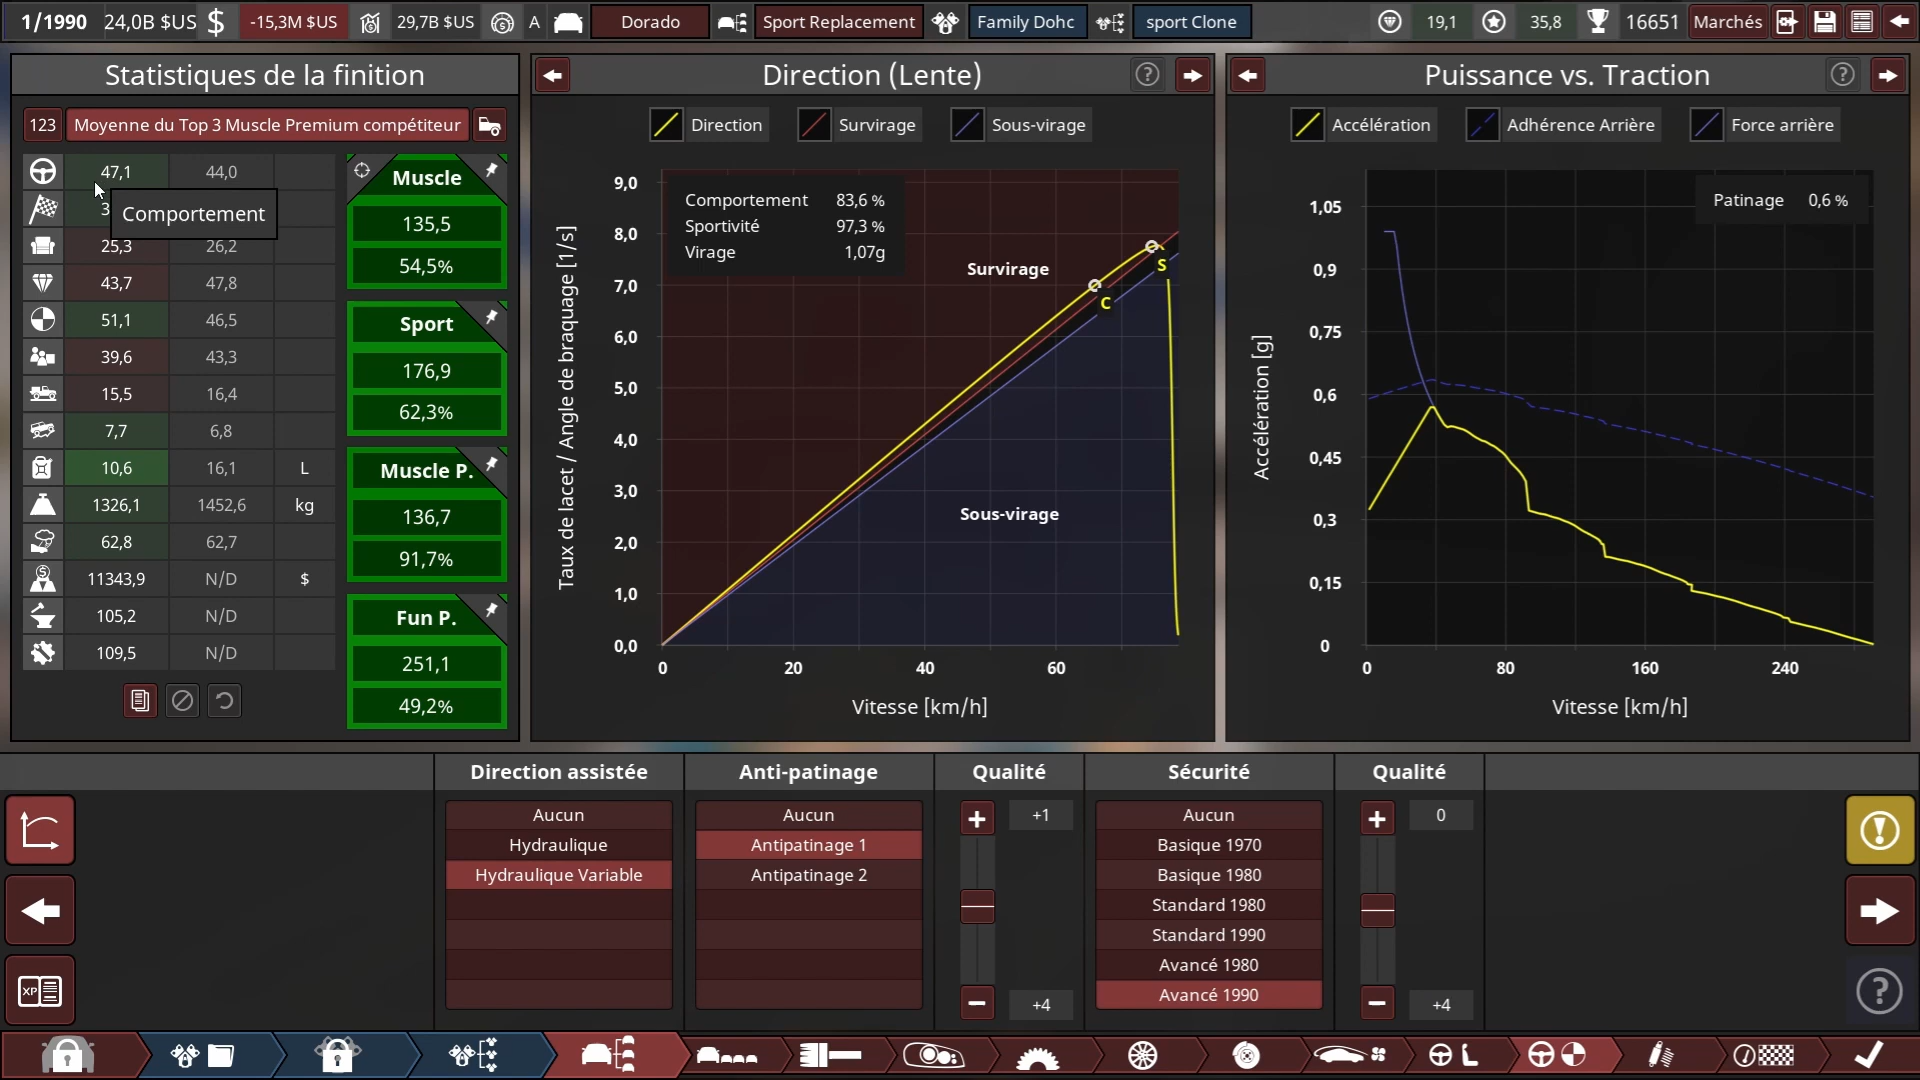 1/1990 24,0B $US $ -15,3M $US 29,7B $US A Dorado Sport Replacement Family Dohc sport Clone 19,1 35,8 16651 Marchés
Statistiques de la finition
123 Moyenne du Top 3 Muscle Premium compétiteur
47,1 44,0
3
Comportement
25,3 26,2
43,7 47,8
51,1 46,5
39,6 43,3
15,5 16,4
7,7 6,8
10,6 16,1 L
1326,1 1452,6 kg
62,8 62,7
11343,9 N/D $
105,2 N/D
109,5 N/D
Muscle
135,5
54,5%
Sport
176,9
62,3%
Muscle P.
136,7
91,7%
Fun P.
251,1
49,2%
Direction (Lente) ?
Direction Survirage Sous-virage
Comportement 83,6 %
Sportivité 97,3 %
Virage 1,07g
Survirage
S
C
Sous-virage
Taux de lacet / Angle de braquage [1/s]
9,0
8,0
7,0
6,0
5,0
4,0
3,0
2,0
1,0
0,0
0 20 40 60
Vitesse [km/h]
Puissance vs. Traction ?
Accélération Adhérence Arrière Force arrière
Patinage 0,6 %
Accélération [g]
1,05
0,9
0,75
0,6
0,45
0,3
0,15
0
0 80 160 240
Vitesse [km/h]
Direction assistée
Aucun
Hydraulique
Hydraulique Variable
Anti-patinage
Aucun
Antipatinage 1
Antipatinage 2
Qualité
+ +1
− +4
Sécurité
Aucun
Basique 1970
Basique 1980
Standard 1980
Standard 1990
Avancé 1980
Avancé 1990
Qualité
+ 0
− +4
XP
!
?